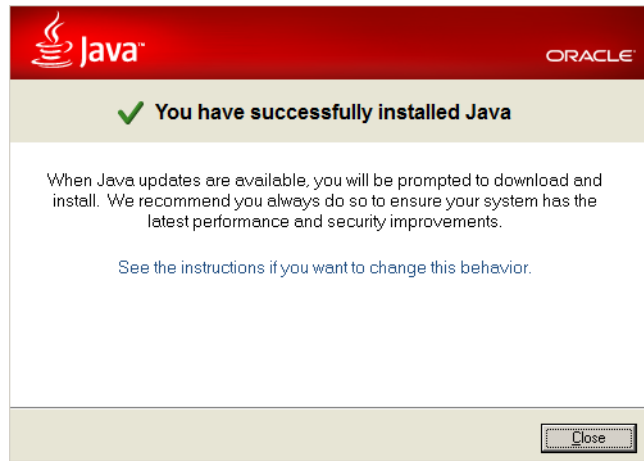 Java™
ORACLE®
You have successfully installed Java
When Java updates are available, you will be prompted to download and
install. We recommend you always do so to ensure your system has the
latest performance and security improvements.
See the instructions if you want to change this behavior.
Close